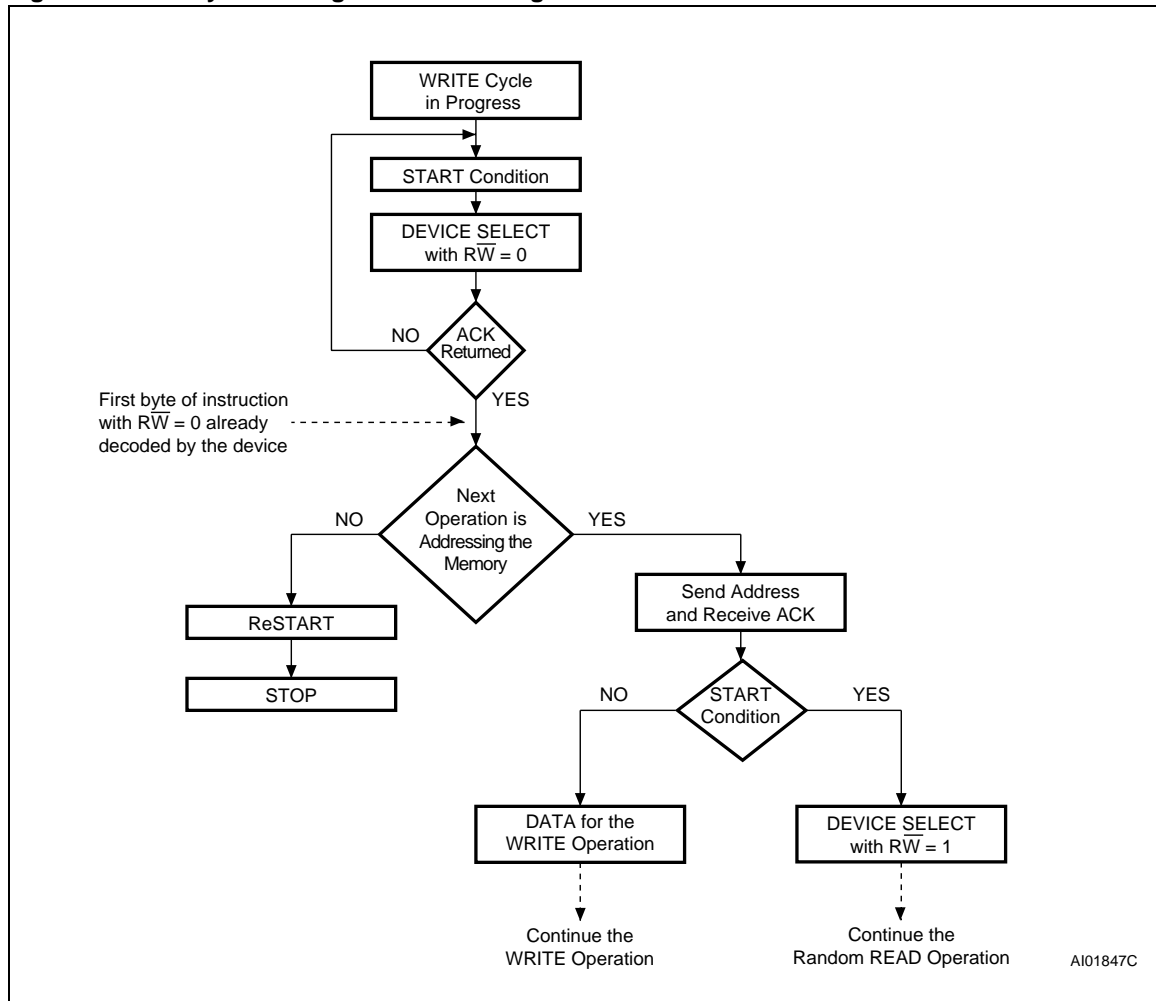 WRITE Cycle
in Progress
START Condition
DEVICE SELECT
with RW̅ = 0
NO
ACK
Returned
YES
First byte of instruction
with RW̅ = 0 already
decoded by the device
Next
Operation is
Addressing the
Memory
NO
YES
Send Address
and Receive ACK
ReSTART
STOP
NO
START
Condition
YES
DATA for the
WRITE Operation
DEVICE SELECT
with RW̅ = 1
Continue the
WRITE Operation
Continue the
Random READ Operation
AI01847C